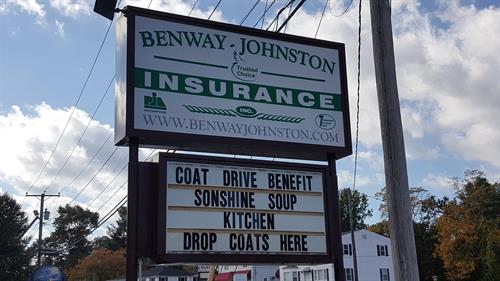 BENWAY-JOHNSTON
Trusted
Choice
INSURANCE
INC
WWW.BENWAYJOHNSTON.COM
COAT DRIVE BENEFIT
SONSHINE SOUP
KITCHEN
DROP COATS HERE